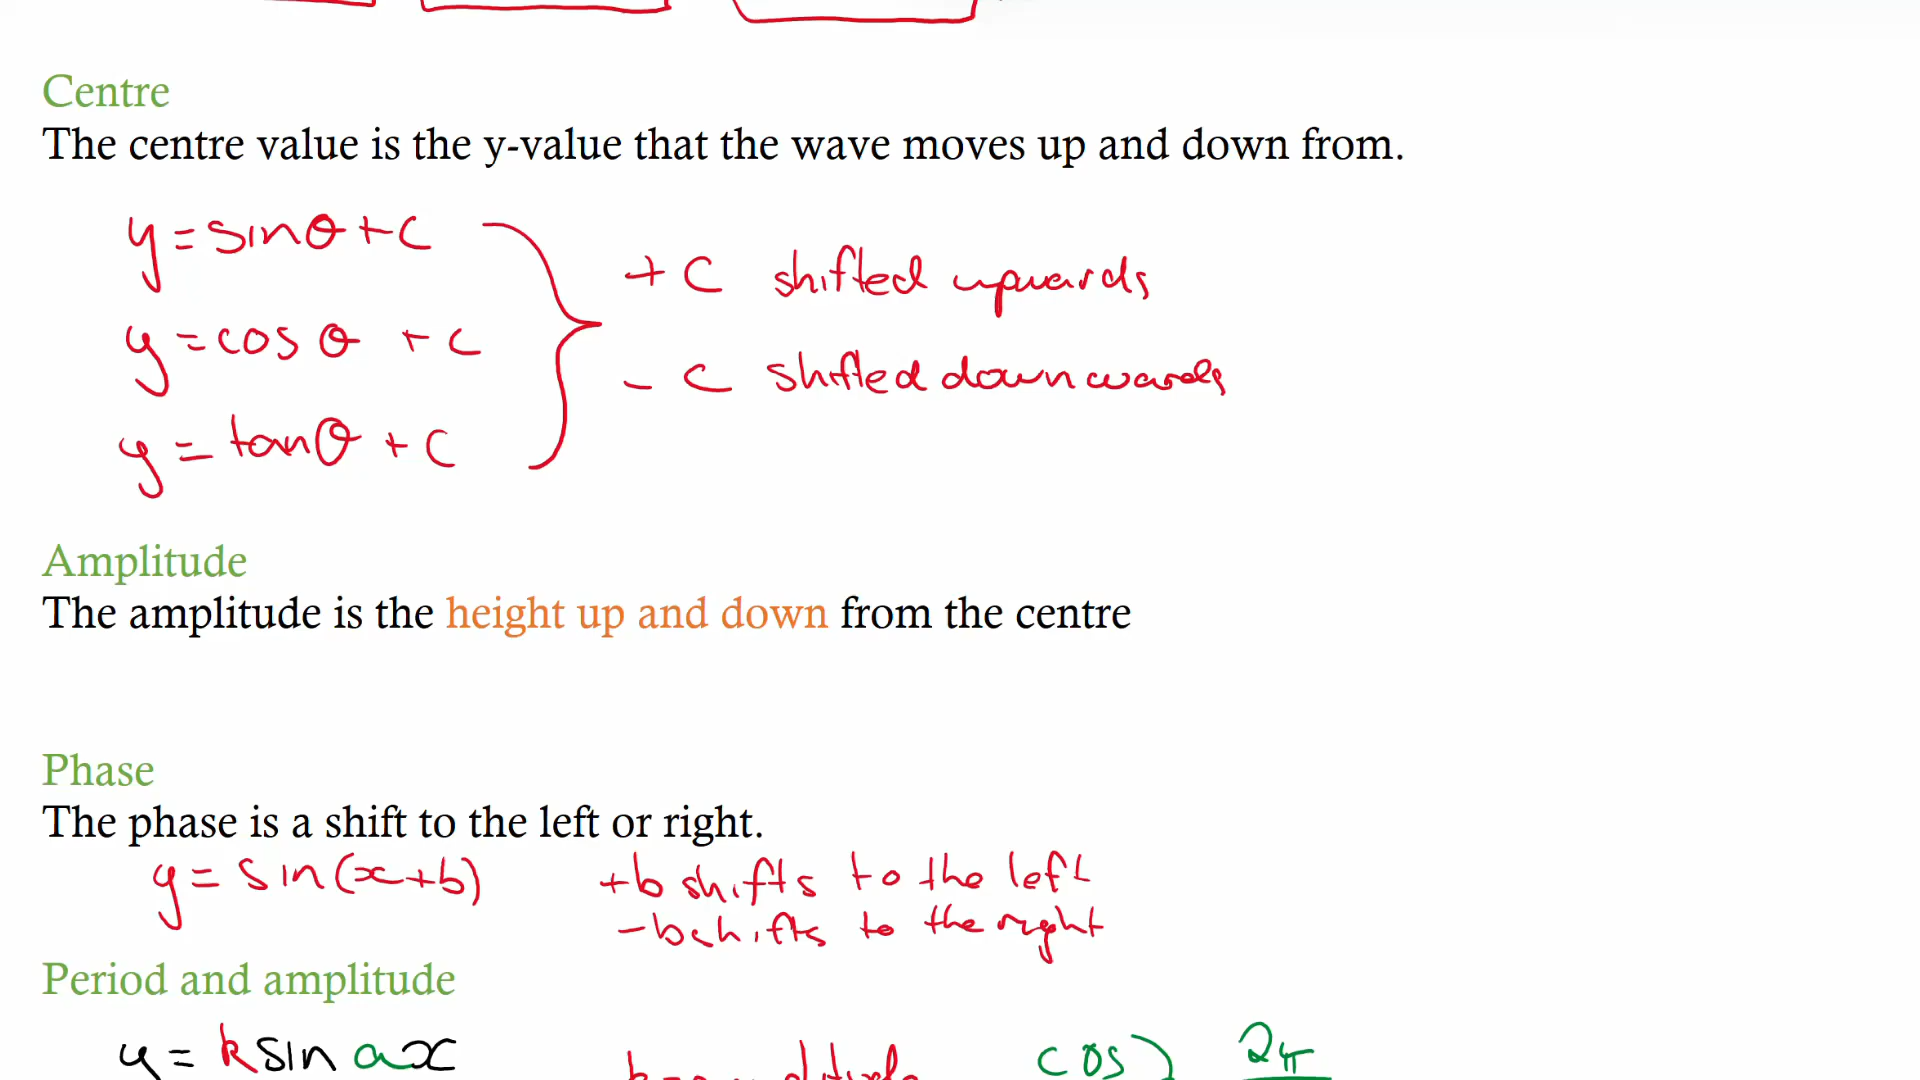 Centre
The centre value is the y-value that the wave moves up and down from.
y = sinθ + c
+ c shifted upwards
y = cos θ + c
- c shifted downwards
y = tanθ + c
Amplitude
The amplitude is the height up and down from the centre
Phase
The phase is a shift to the left or right.
y = sin(x+b) +b shifts to the left
-b shifts to the right
Period and amplitude
y = k sin ax cos ) 2π